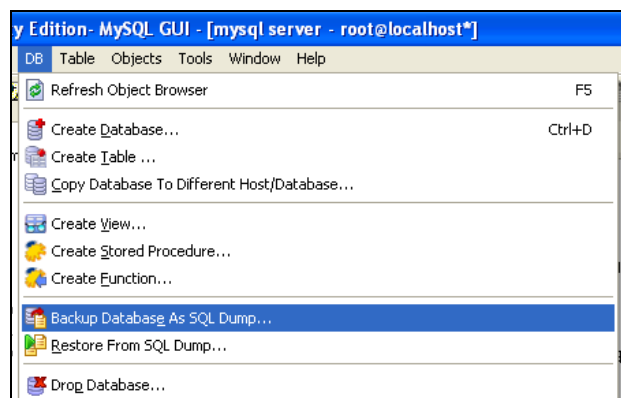 y Edition- MySQL GUI - [mysql server - root@localhost*]
DB Table Objects Tools Window Help
Refresh Object Browser F5
Create Database... Ctrl+D
Create Table ...
Copy Database To Different Host/Database...
Create View...
Create Stored Procedure...
Create Function...
Backup Database As SQL Dump...
Restore From SQL Dump...
Drop Database...